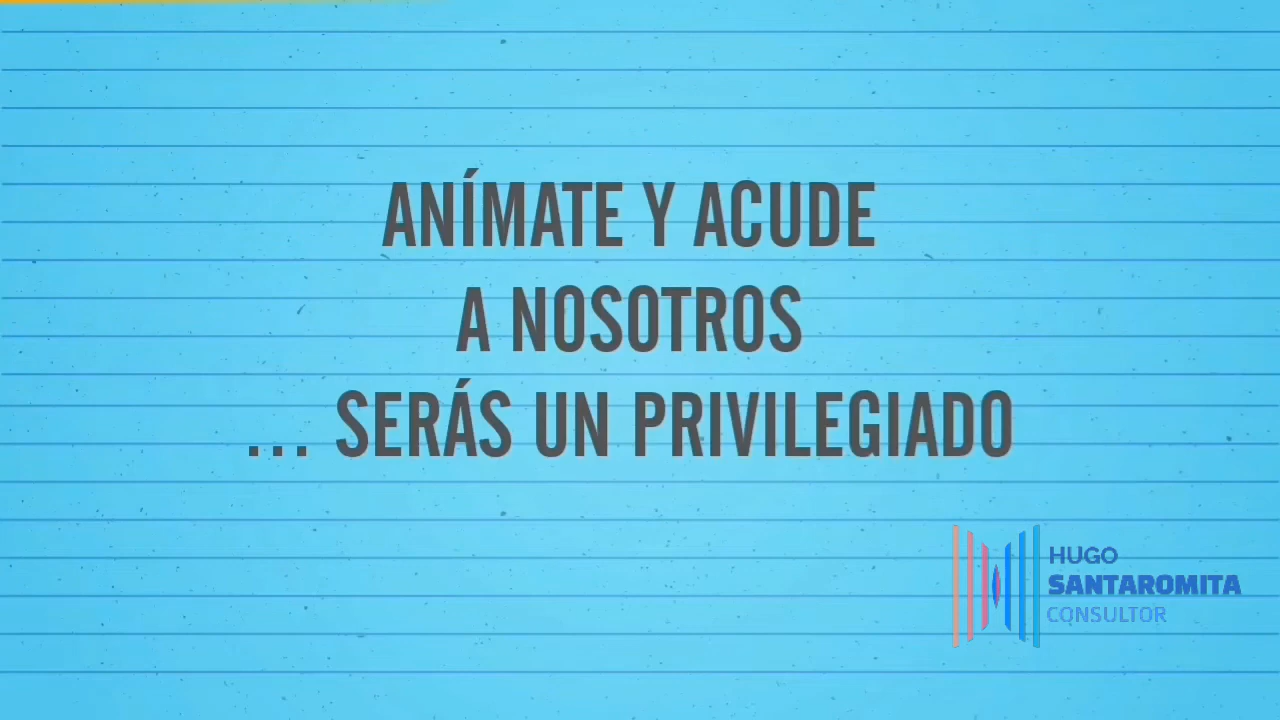 ANÍMATE Y ACUDE
A NOSOTROS
... SERÁS UN PRIVILEGIADO
HUGO
SANTAROMITA
CONSULTOR